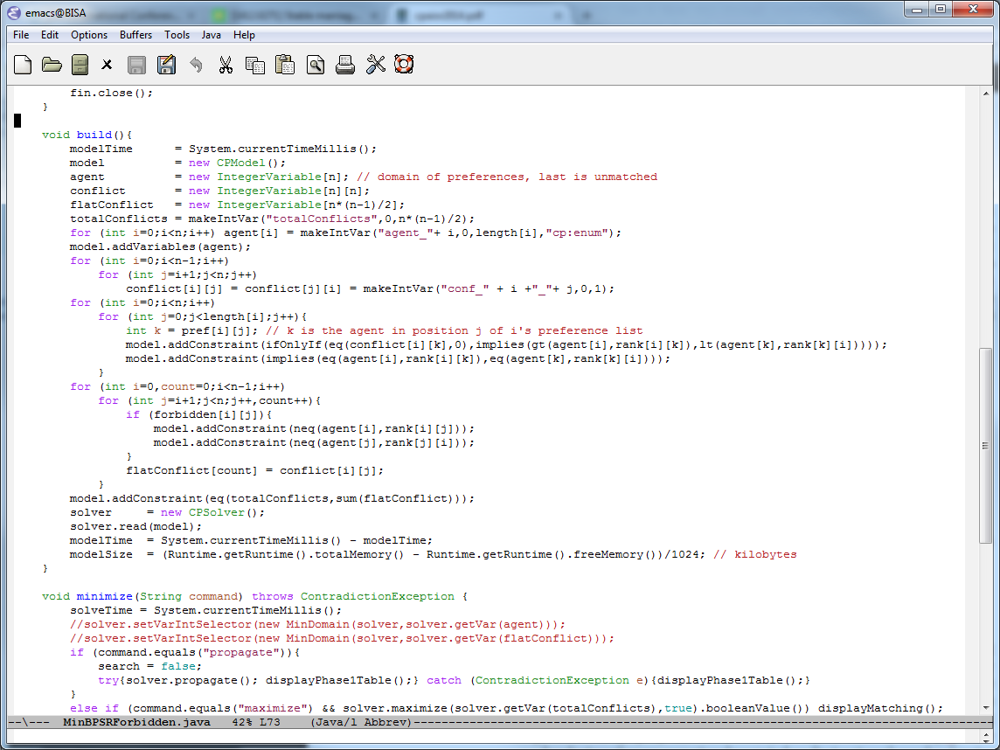 emacs@BISA
File Edit Options Buffers Tools Java Help
        fin.close();
    }
    void build(){
        modelTime      = System.currentTimeMillis();
        model          = new CPModel();
        agent          = new IntegerVariable[n]; // domain of preferences, last is unmatched
        conflict       = new IntegerVariable[n][n];
        flatConflict   = new IntegerVariable[n*(n-1)/2];
        totalConflicts = makeIntVar("totalConflicts",0,n*(n-1)/2);
        for (int i=0;i<n;i++) agent[i] = makeIntVar("agent_"+ i,0,length[i],"cp:enum");
        model.addVariables(agent);
        for (int i=0;i<n-1;i++)
            for (int j=i+1;j<n;j++)
                conflict[i][j] = conflict[j][i] = makeIntVar("conf_" + i +"_"+ j,0,1);
        for (int i=0;i<n;i++)
            for (int j=0;j<length[i];j++){
                int k = pref[i][j]; // k is the agent in position j of i's preference list
                model.addConstraint(ifOnlyIf(eq(conflict[i][k],0),implies(gt(agent[i],rank[i][k]),lt(agent[k],rank[k][i]))));
                model.addConstraint(implies(eq(agent[i],rank[i][k]),eq(agent[k],rank[k][i])));
            }
        for (int i=0,count=0;i<n-1;i++)
            for (int j=i+1;j<n;j++,count++){
                if (forbidden[i][j]){
                    model.addConstraint(neq(agent[i],rank[i][j]));
                    model.addConstraint(neq(agent[j],rank[j][i]));
                }
                flatConflict[count] = conflict[i][j];
            }
        model.addConstraint(eq(totalConflicts,sum(flatConflict)));
        solver     = new CPSolver();
        solver.read(model);
        modelTime  = System.currentTimeMillis() - modelTime;
        modelSize  = (Runtime.getRuntime().totalMemory() - Runtime.getRuntime().freeMemory())/1024; // kilobytes
    }
    void minimize(String command) throws ContradictionException {
        solveTime = System.currentTimeMillis();
        //solver.setVarIntSelector(new MinDomain(solver,solver.getVar(agent)));
        //solver.setVarIntSelector(new MinDomain(solver,solver.getVar(flatConflict)));
        if (command.equals("propagate")){
            search = false;
            try{solver.propagate(); displayPhase1Table();} catch (ContradictionException e){displayPhase1Table();}
        }
        else if (command.equals("maximize") && solver.maximize(solver.getVar(totalConflicts),true).booleanValue()) displayMatching();
--\---  MinBPSRForbidden.java   42% L73    (Java/l Abbrev)-----------------------------------------------------------------------------------